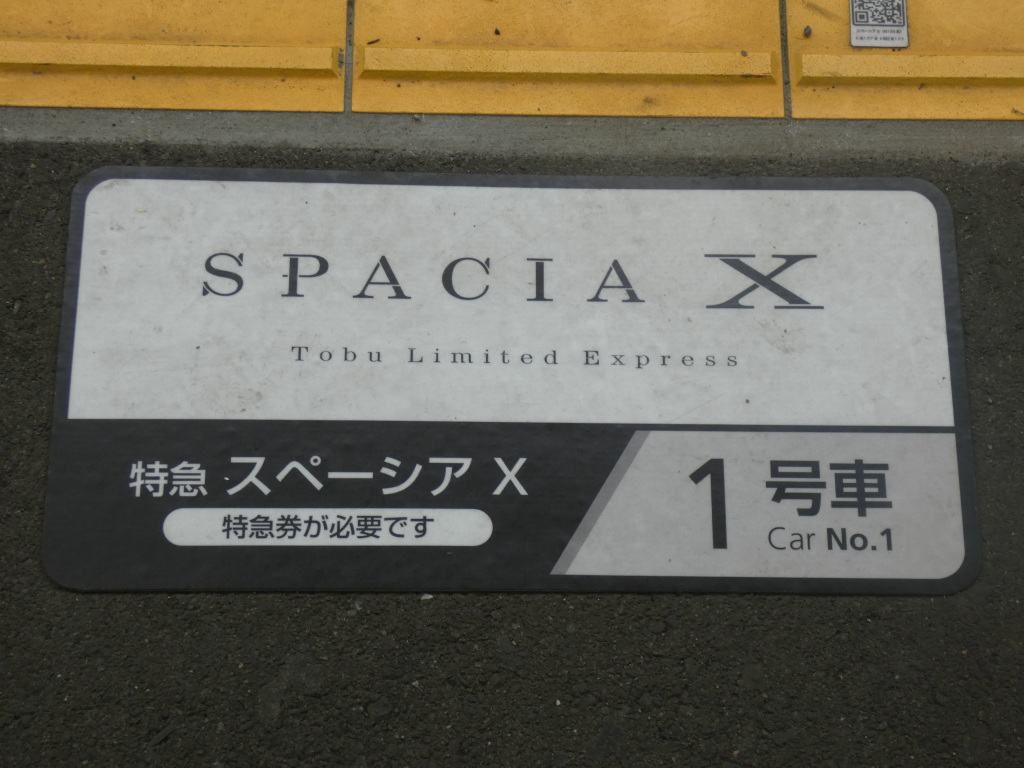 SPACIA X
Tobu Limited Express
特急 スペーシア X
特急券が必要です
1号車
Car No.1